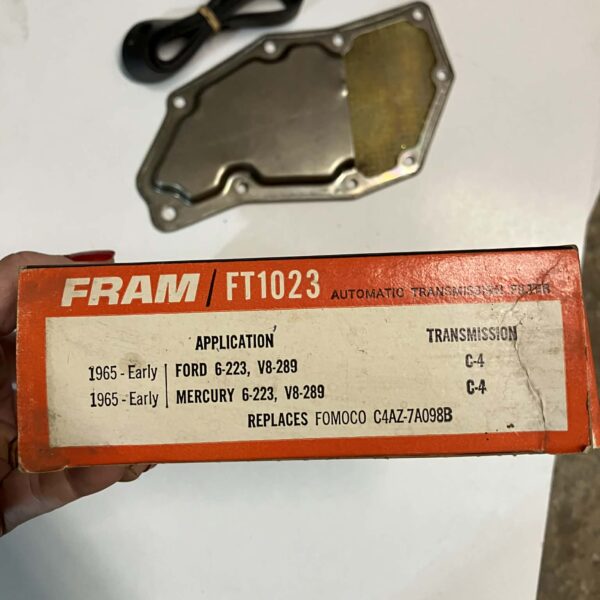 FRAM / FT1023 AUTOMATIC TRANSMISSION FILTER
APPLICATION TRANSMISSION
1965 - Early FORD 6-223, V8-289 C-4
1965 - Early MERCURY 6-223, V8-289 C-4
REPLACES FOMOCO C4AZ-7A098B